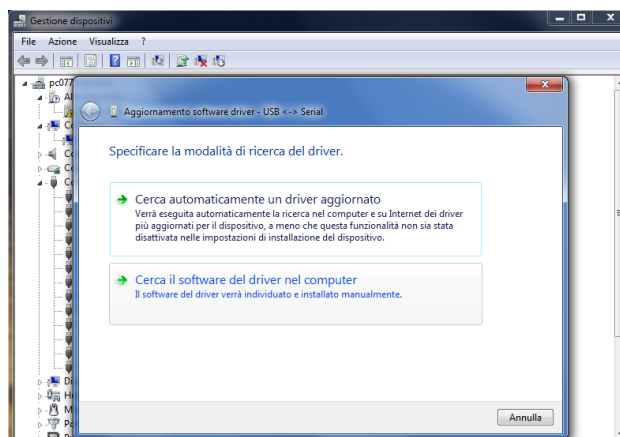 Gestione dispositivi
File Azione Visualizza ?
pc077
Aggiornamento software driver - USB <-> Serial
Specificare la modalità di ricerca del driver.
Cerca automaticamente un driver aggiornato
Verrà eseguita automaticamente la ricerca nel computer e su Internet dei driver
più aggiornati per il dispositivo, a meno che questa funzionalità non sia stata
disattivata nelle impostazioni di installazione del dispositivo.
Cerca il software del driver nel computer
Il software del driver verrà individuato e installato manualmente.
Annulla